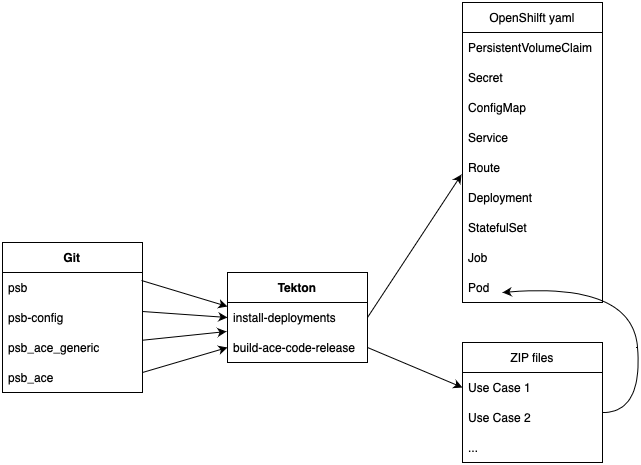 OpenShilft yaml
PersistentVolumeClaim
Secret
ConfigMap
Service
Route
Deployment
StatefulSet
Job
Pod
Git
psb
psb-config
psb_ace_generic
psb_ace
Tekton
install-deployments
build-ace-code-release
ZIP files
Use Case 1
Use Case 2
...